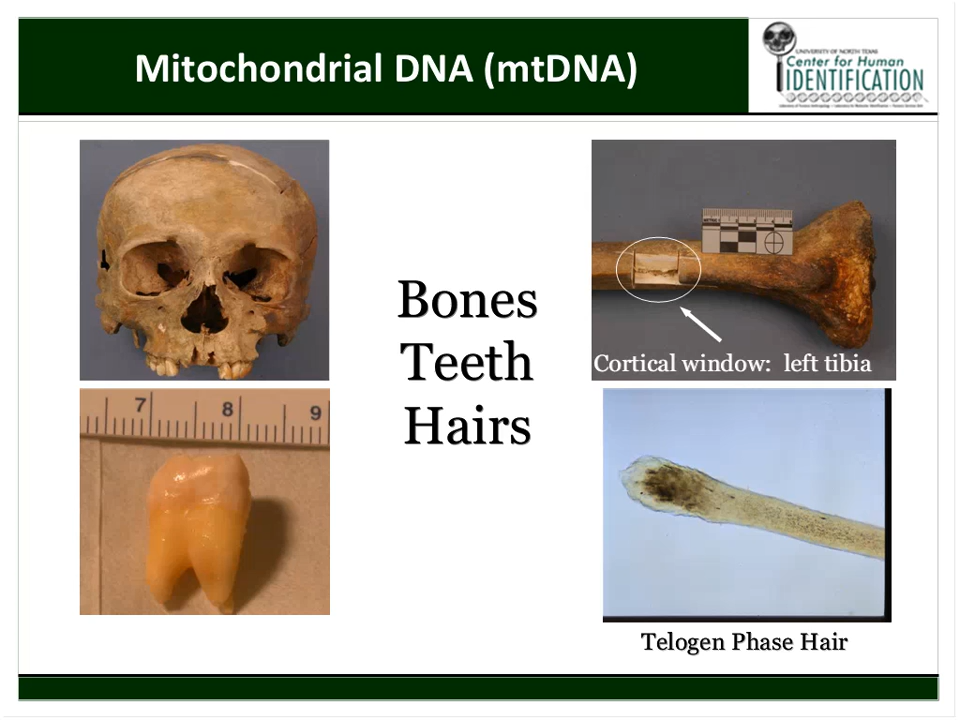 Mitochondrial DNA (mtDNA)
UNIVERSITY OF NORTH TEXAS
Center for Human
IDENTIFICATION
Bones
Teeth
Hairs
Cortical window: left tibia
7 8 9
Telogen Phase Hair